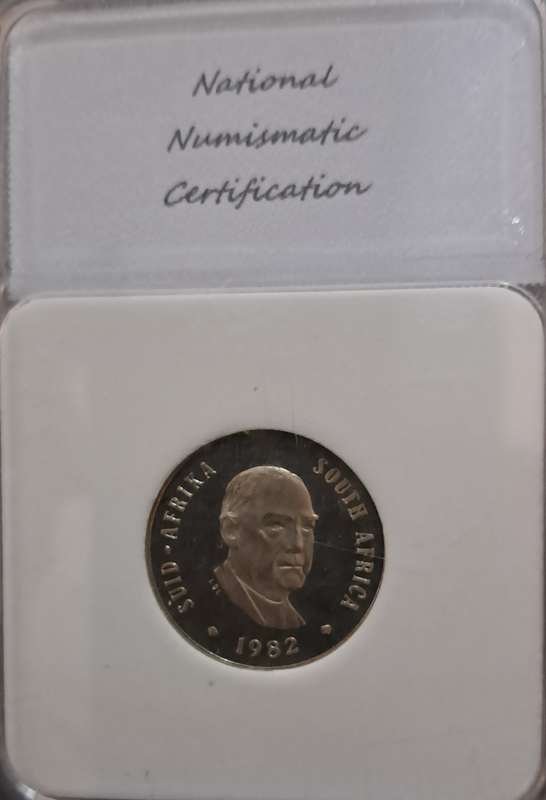 National
Numismatic
Certification
SUID · AFRIKA
SOUTH AFRICA
1982